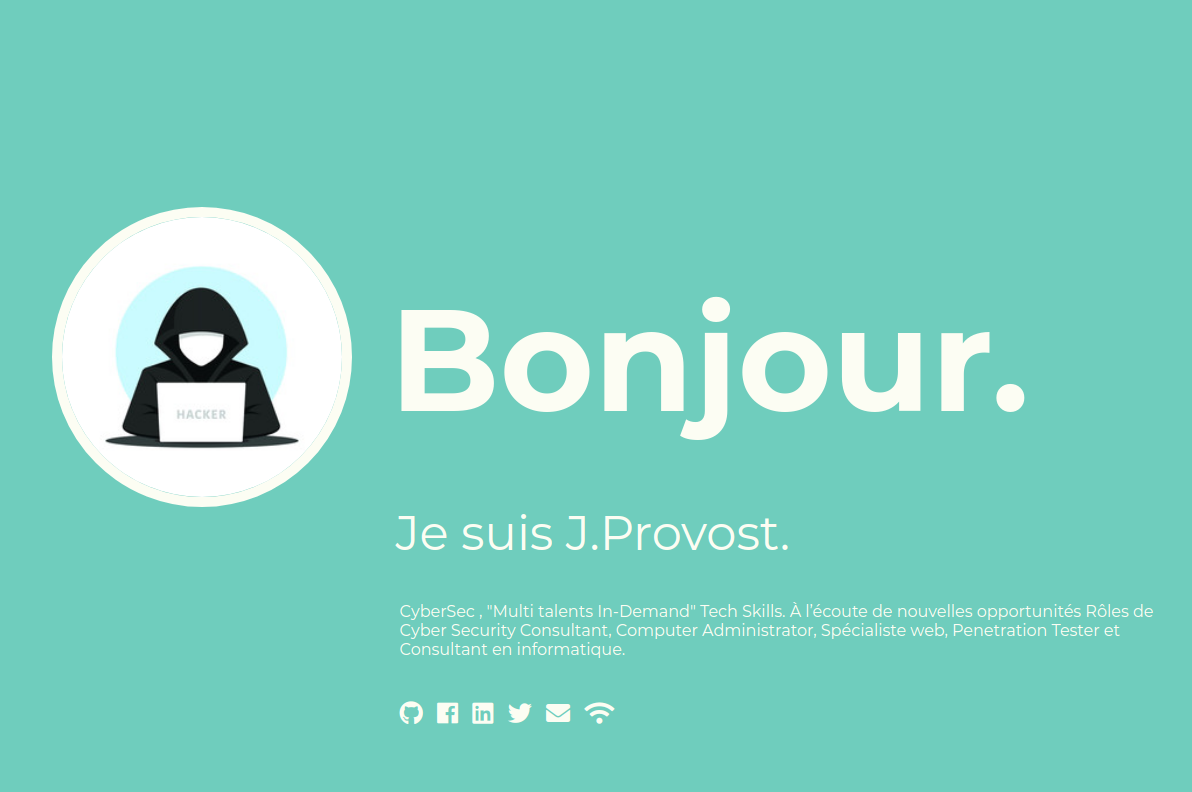 HACKER
Bonjour.
Je suis J.Provost.
CyberSec , "Multi talents In-Demand" Tech Skills. À l'écoute de nouvelles opportunités Rôles de
Cyber Security Consultant, Computer Administrator, Spécialiste web, Penetration Tester et
Consultant en informatique.